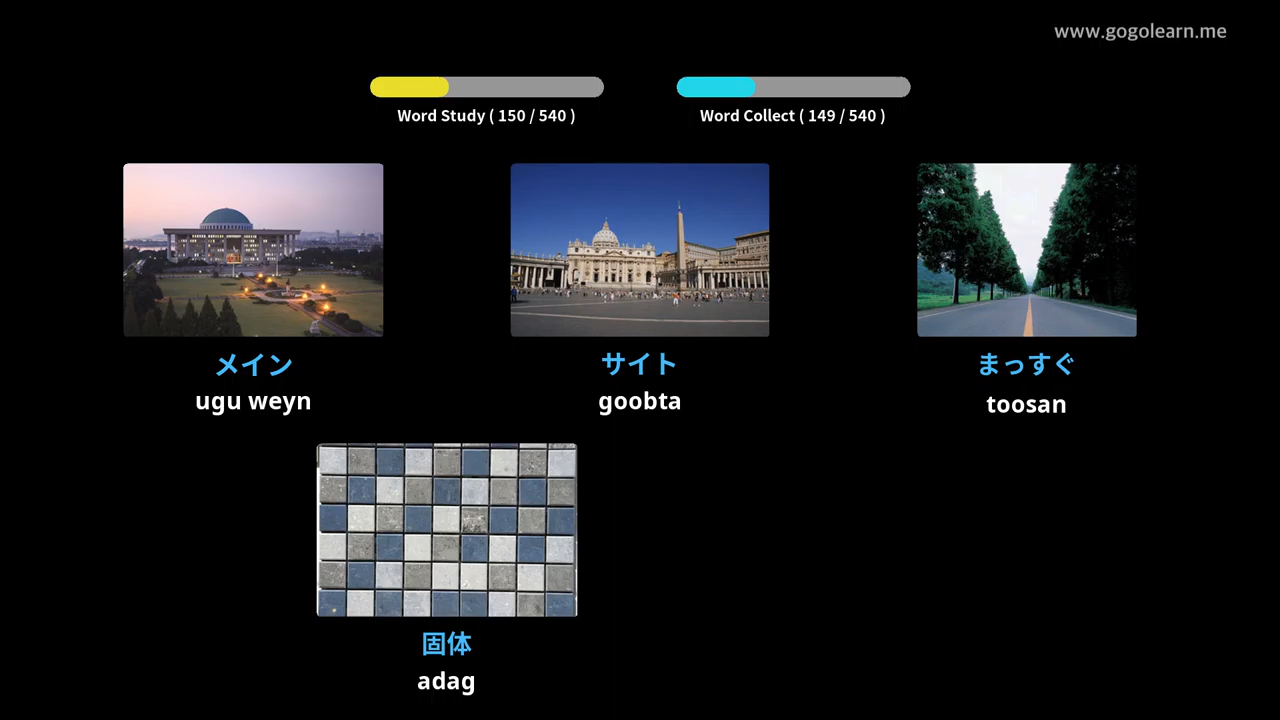 www.gogolearn.me
Word Study ( 150 / 540 )
Word Collect ( 149 / 540 )
メイン
ugu weyn
サイト
goobta
まっすぐ
toosan
固体
adag